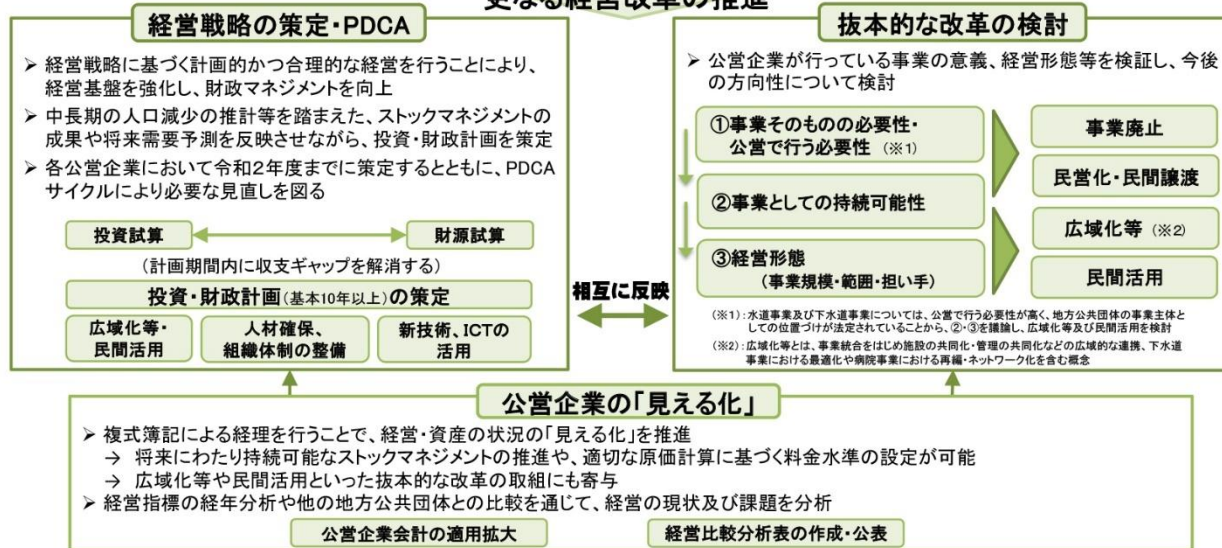 更なる経営改革の推進
経営戦略の策定・PDCA
➢ 経営戦略に基づく計画的かつ合理的な経営を行うことにより、
経営基盤を強化し、財政マネジメントを向上
➢ 中長期の人口減少の推計等を踏まえた、ストックマネジメントの
成果や将来需要予測を反映させながら、投資・財政計画を策定
➢ 各公営企業において令和2年度までに策定するとともに、PDCA
サイクルにより必要な見直しを図る
投資試算
財源試算
(計画期間内に収支ギャップを解消する)
投資・財政計画(基本10年以上)の策定
広域化等・
民間活用
人材確保、
組織体制の整備
新技術、ICTの
活用
相互に反映
抜本的な改革の検討
➢ 公営企業が行っている事業の意義、経営形態等を検証し、今後
の方向性について検討
①事業そのものの必要性・
公営で行う必要性 (※1)
②事業としての持続可能性
③経営形態
(事業規模・範囲・担い手)
事業廃止
民営化・民間譲渡
広域化等 (※2)
民間活用
(※1):水道事業及び下水道事業については、公営で行う必要性が高く、地方公共団体の事業主体と
しての位置づけが法定されていることから、②・③を議論し、広域化等及び民間活用を検討
(※2):広域化等とは、事業統合をはじめ施設の共同化・管理の共同化などの広域的な連携、下水道
事業における最適化や病院事業における再編・ネットワーク化を含む概念
公営企業の「見える化」
➢ 複式簿記による経理を行うことで、経営・資産の状況の「見える化」を推進
→ 将来にわたり持続可能なストックマネジメントの推進や、適切な原価計算に基づく料金水準の設定が可能
→ 広域化等や民間活用といった抜本的な改革の取組にも寄与
➢ 経営指標の経年分析や他の地方公共団体との比較を通じて、経営の現状及び課題を分析
公営企業会計の適用拡大
経営比較分析表の作成・公表